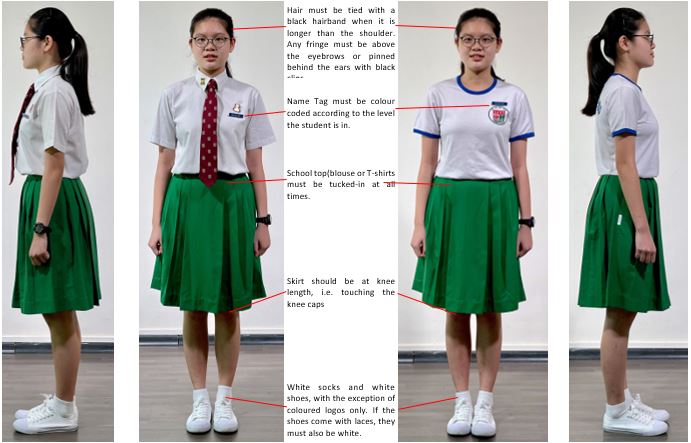 Hair must be tied with a
black hairband when it is
longer than the shoulder.
Any fringe must be above
the eyebrows or pinned
behind the ears with black
Name Tag must be colour
coded according to the level
the student is in.
School top(blouse or T-shirts
must be tucked-in at all
times.
Skirt should be at knee
length, i.e. touching the
knee caps
White socks and white
shoes, with the exception of
coloured logos only. If the
shoes come with laces, they
must also be white.